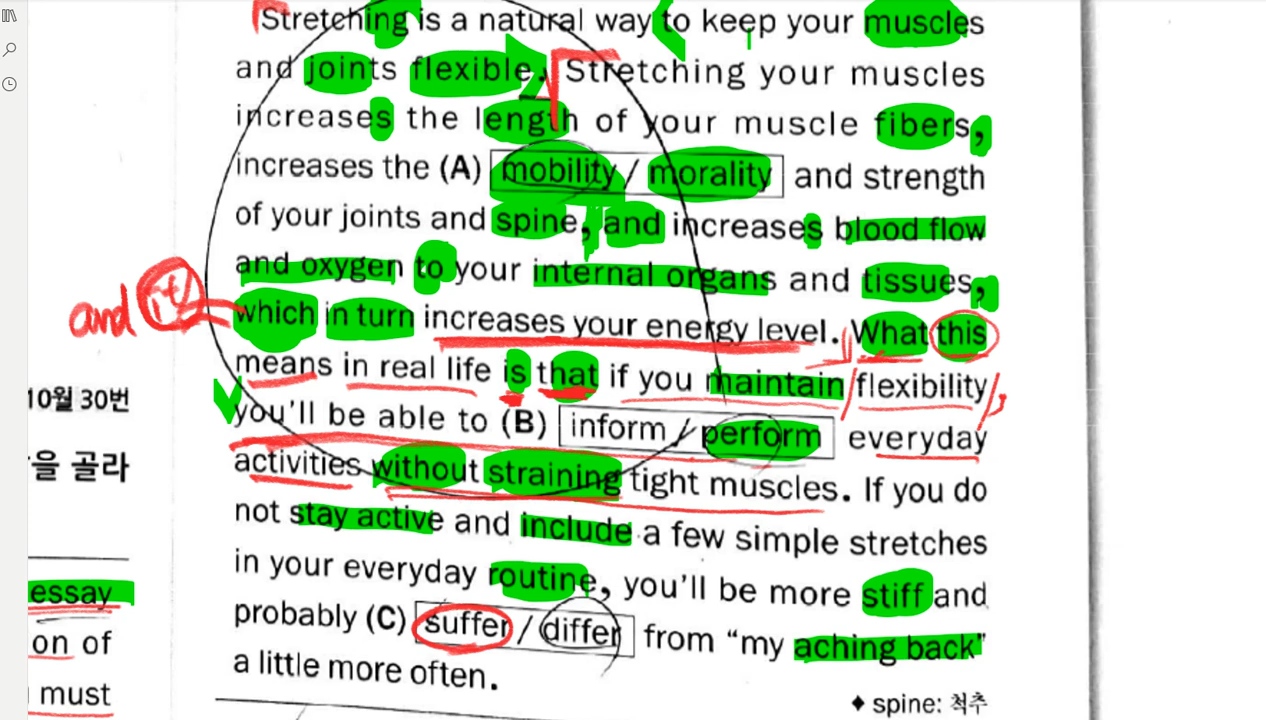 Stretching is a natural way to keep your muscles
and joints flexible. Stretching your muscles
increases the length of your muscle fibers,
increases the (A) mobility / morality and strength
of your joints and spine, and increases blood flow
and oxygen to your internal organs and tissues,
and it
which in turn increases your energy level. What this
means in real life is that if you maintain flexibility,
you'll be able to (B) inform / perform everyday
activities without straining tight muscles. If you do
not stay active and include a few simple stretches
in your everyday routine, you'll be more stiff and
probably (C) suffer / differ from "my aching back"
a little more often.
◆ spine: 척추
10월 30번
을 골라
essay
on of
must